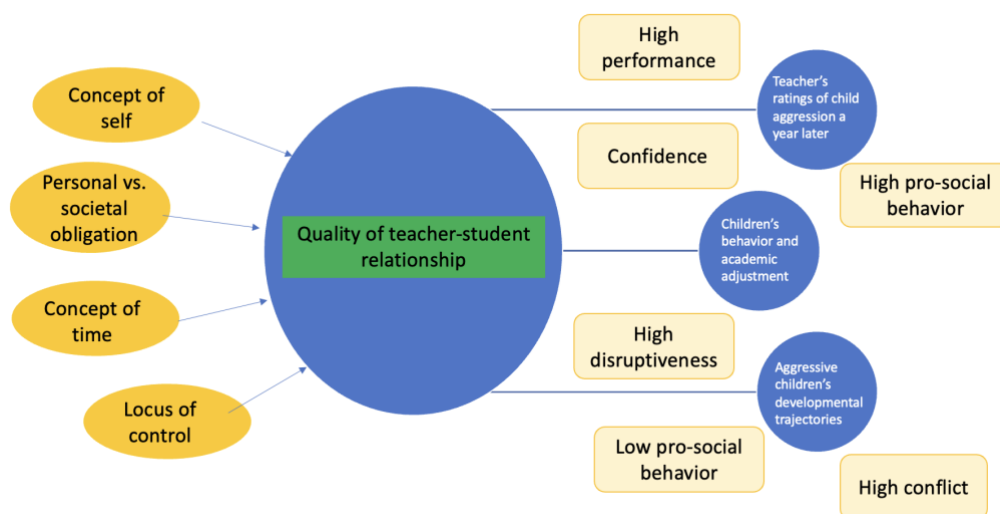 Concept of
self
Personal vs.
societal
obligation
Concept of
time
Locus of
control
Quality of teacher-student
relationship
High
performance
Confidence
High
disruptiveness
Low pro-social
behavior
Teacher’s
ratings of child
aggression a
year later
High pro-social
behavior
Children’s
behavior and
academic
adjustment
Aggressive
children’s
developmental
trajectories
High conflict